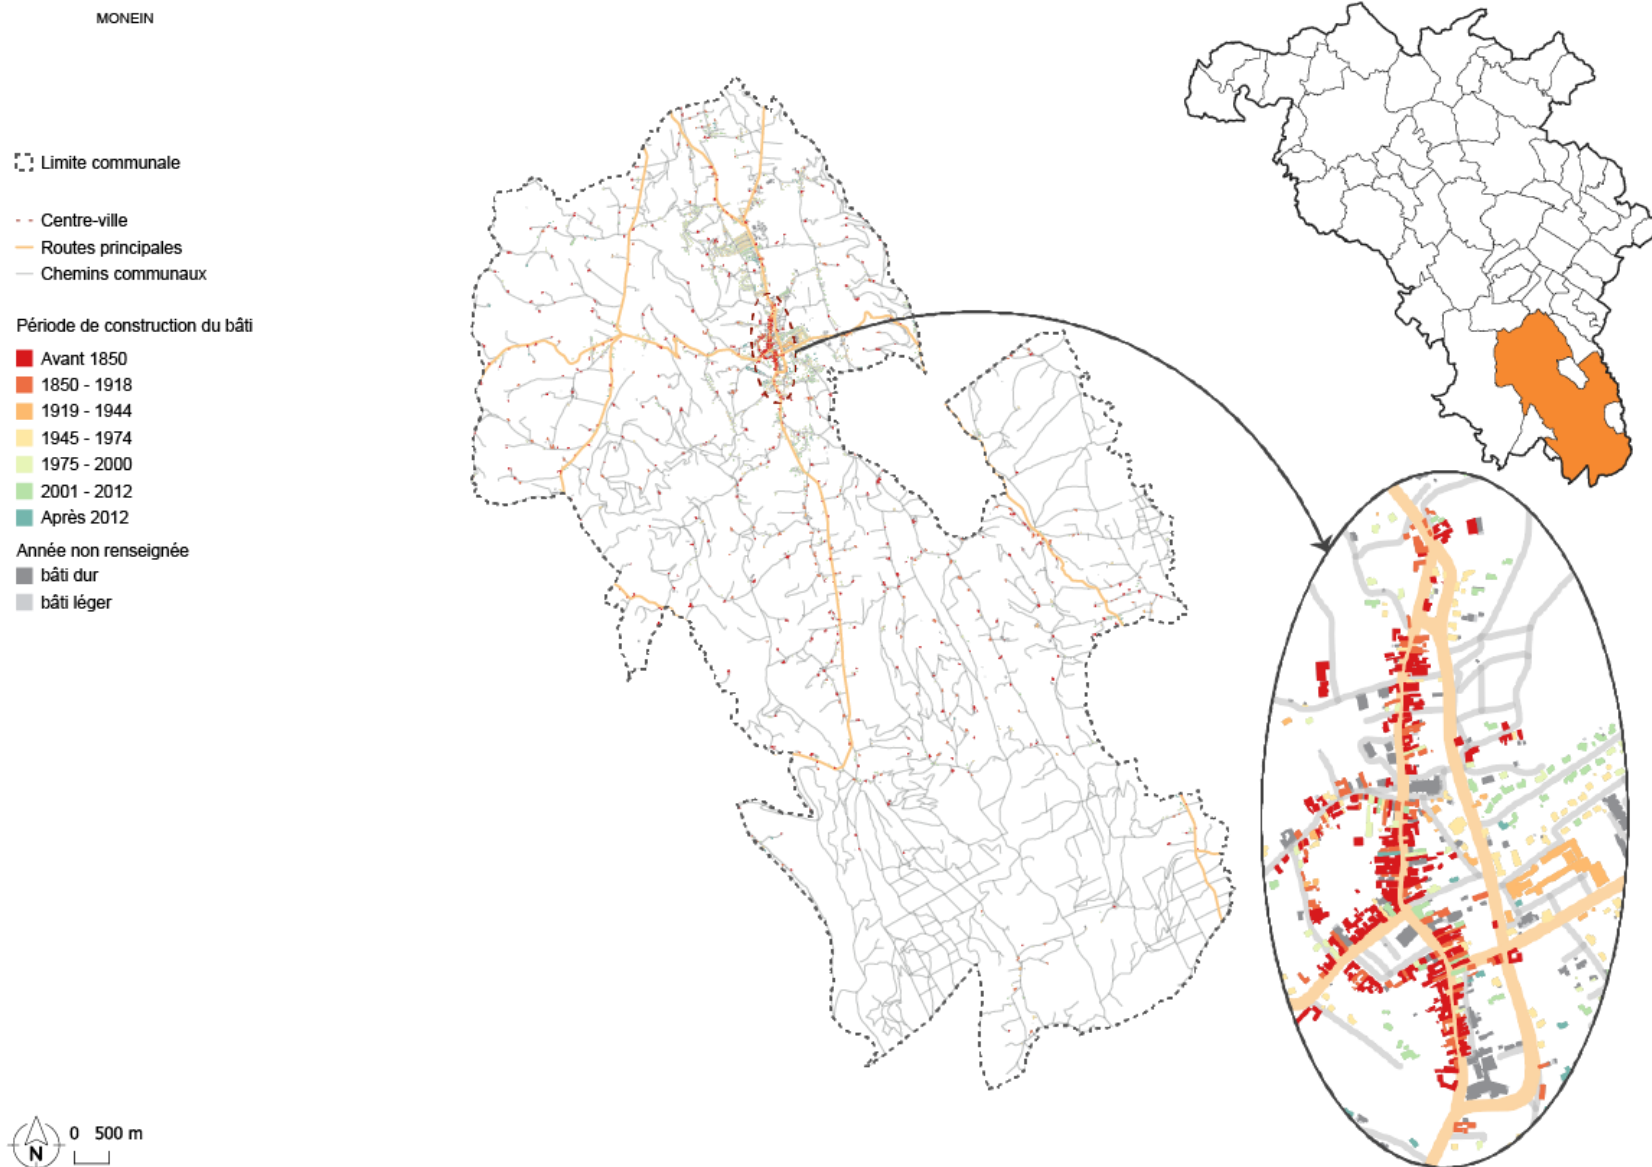 MONEIN
Limite communale
Centre-ville
Routes principales
Chemins communaux
Période de construction du bâti
Avant 1850
1850 - 1918
1919 - 1944
1945 - 1974
1975 - 2000
2001 - 2012
Après 2012
Année non renseignée
bâti dur
bâti léger
0 500 m
N